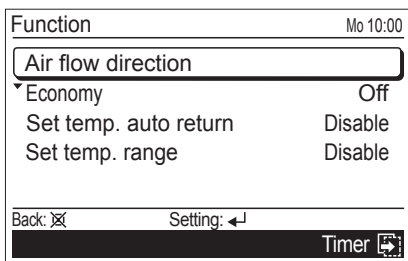 Function Mo 10:00
Air flow direction
Economy Off
Set temp. auto return Disable
Set temp. range Disable
Back: Setting:
Timer